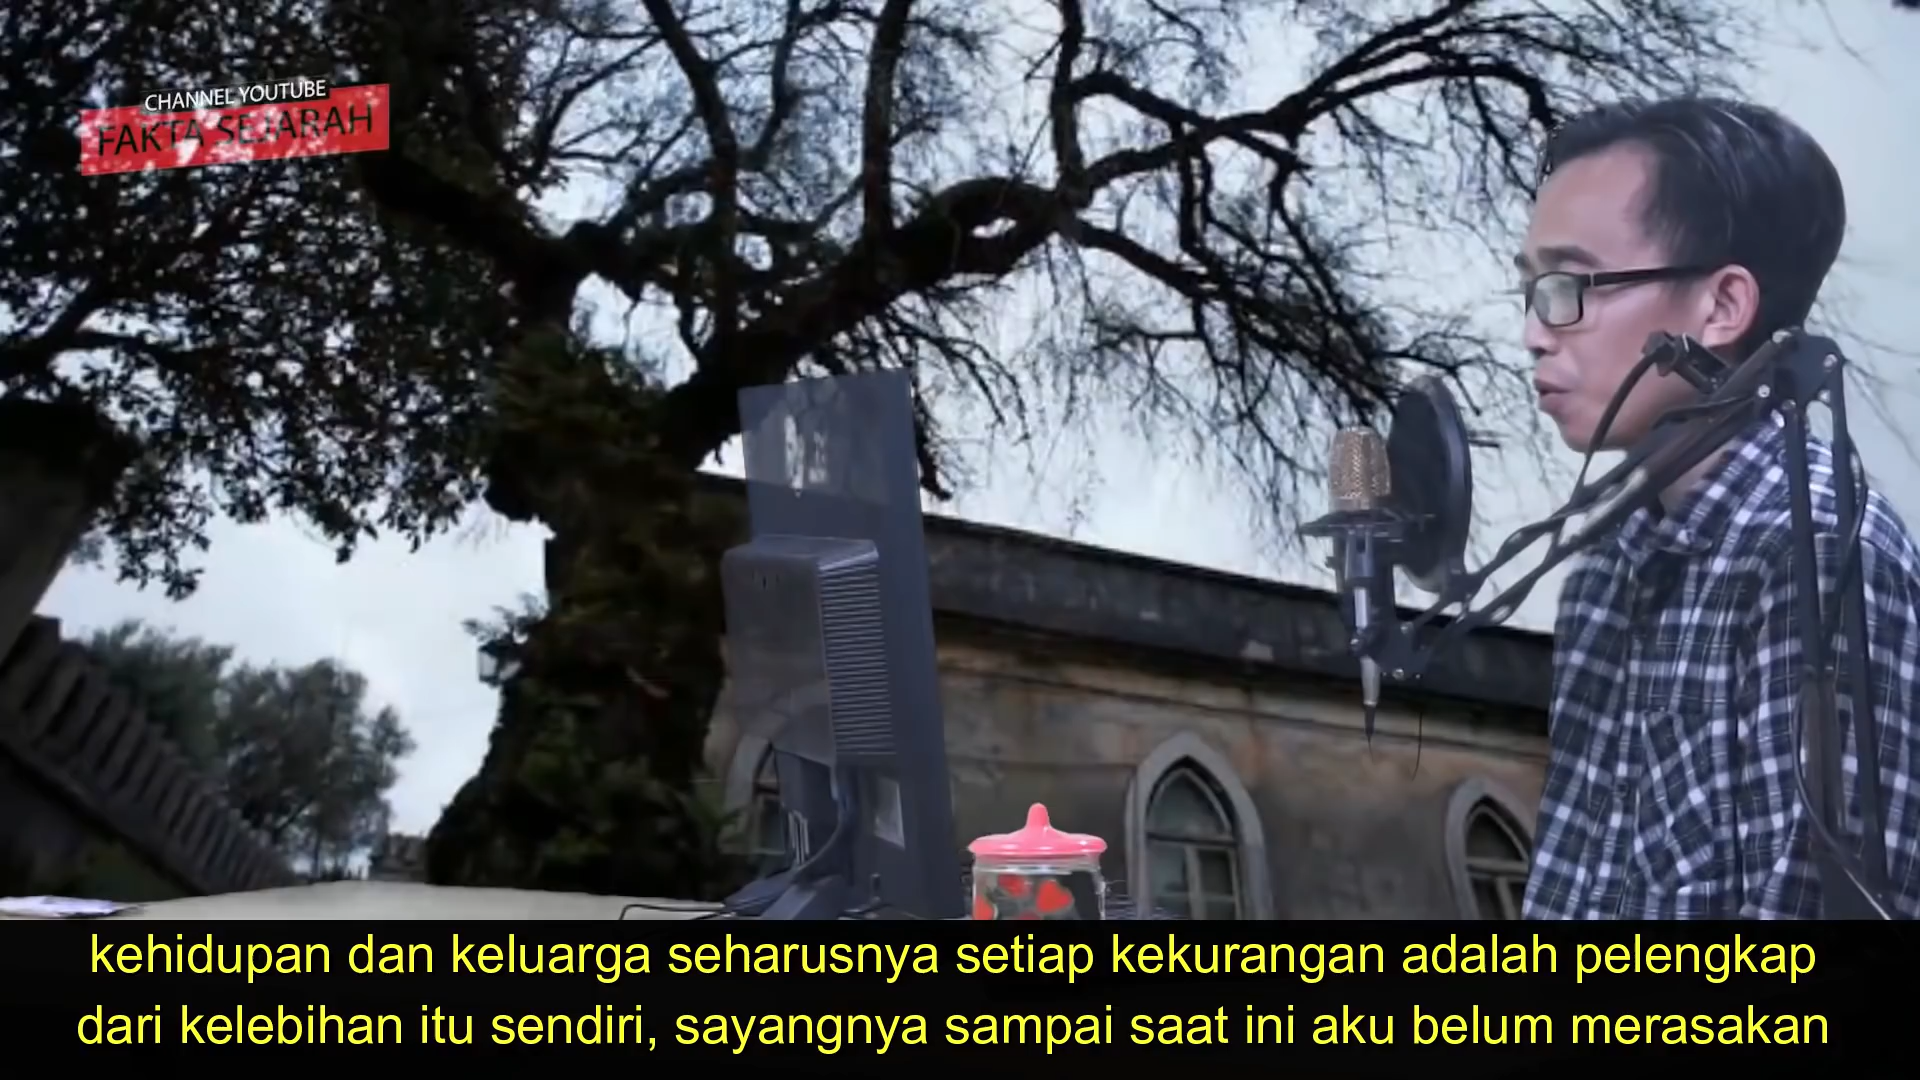 CHANNEL YOUTUBE
FAKTA SEJARAH
kehidupan dan keluarga seharusnya setiap kekurangan adalah pelengkap
dari kelebihan itu sendiri, sayangnya sampai saat ini aku belum merasakan